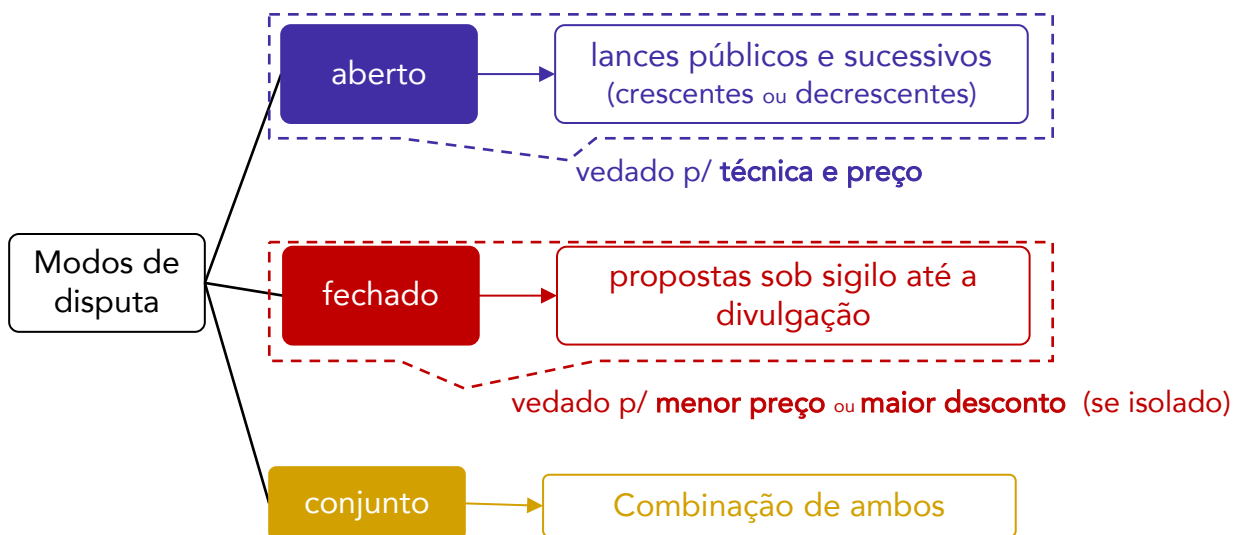 aberto
lances públicos e sucessivos
(crescentes ou decrescentes)
vedado p/ técnica e preço
Modos de
disputa
fechado
propostas sob sigilo até a
divulgação
vedado p/ menor preço ou maior desconto (se isolado)
conjunto
Combinação de ambos